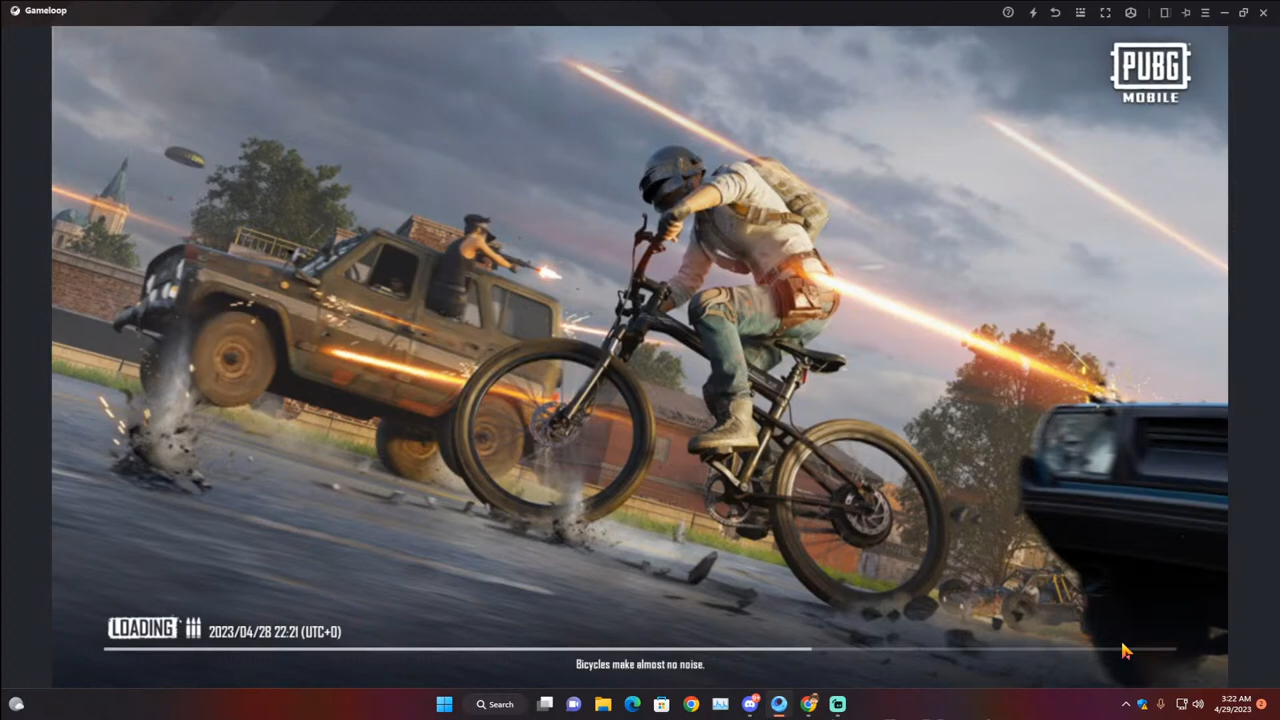 Gameloop
PUBG
MOBILE
LOADING 2023/04/28 22:21 (UTC+0)
Bicycles make almost no noise.
Search
3:22 AM
4/29/2023